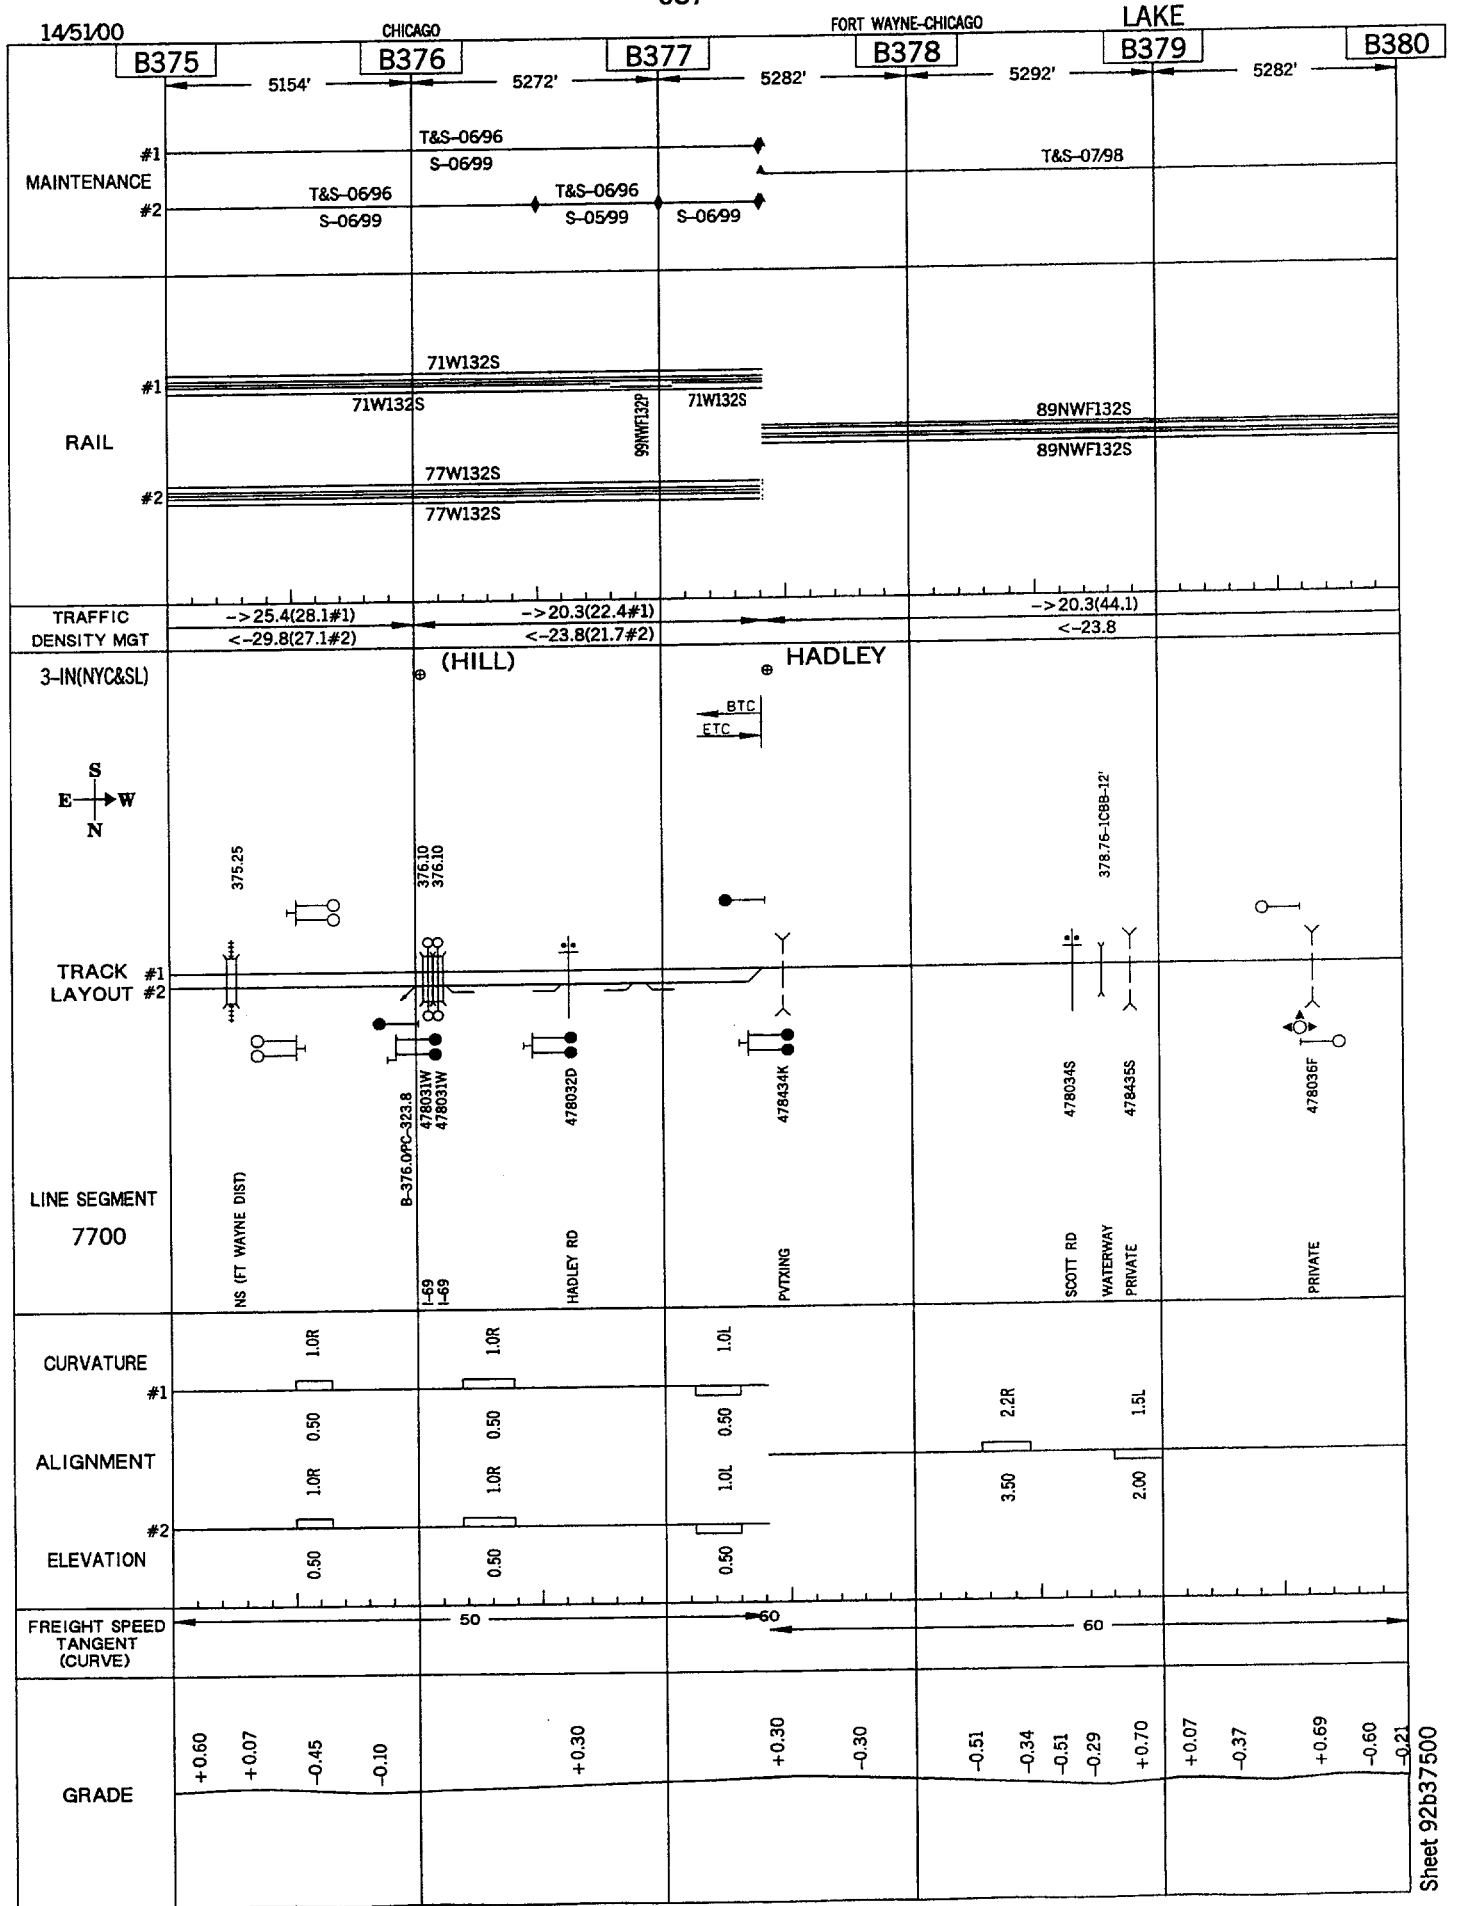 14/51/00
CHICAGO
FORT WAYNE-CHICAGO
LAKE
B375
B376
B377
B378
B379
B380
5154'
5272'
5282'
5292'
5282'
MAINTENANCE
#1
T&S-06/96
S-06/99
T&S-07/98
#2
T&S-06/96
S-06/99
T&S-06/96
S-05/99
S-06/99
RAIL
#1
71W132S
71W132S
99NWF132P
71W132S
89NWF132S
89NWF132S
#2
77W132S
77W132S
TRAFFIC
DENSITY MGT
->25.4(28.1#1)
<-29.8(27.1#2)
->20.3(22.4#1)
<-23.8(21.7#2)
->20.3(44.1)
<-23.8
3-IN(NYC&SL)
(HILL)
HADLEY
BTC
ETC
S
E
W
N
375.25
376.10
376.10
378.75-1CBB-12'
TRACK #1
LAYOUT #2
B-376.0/PC-323.8
478031W
478031W
478032D
478434K
478034S
478435S
478036F
LINE SEGMENT
7700
NS (FT WAYNE DIST)
I-69
I-69
HADLEY RD
PVTXING
SCOTT RD
WATERWAY
PRIVATE
PRIVATE
CURVATURE
#1
1.0R
1.0R
1.0L
0.50
0.50
0.50
2.2R
1.5L
ALIGNMENT
1.0R
1.0R
1.0L
3.50
2.00
#2
ELEVATION
0.50
0.50
0.50
FREIGHT SPEED
TANGENT
(CURVE)
50
60
60
GRADE
+0.60
+0.07
-0.45
-0.10
+0.30
+0.30
-0.30
-0.51
-0.34
-0.51
-0.29
+0.70
+0.07
-0.37
+0.69
-0.60
-0.21
Sheet 92b37500